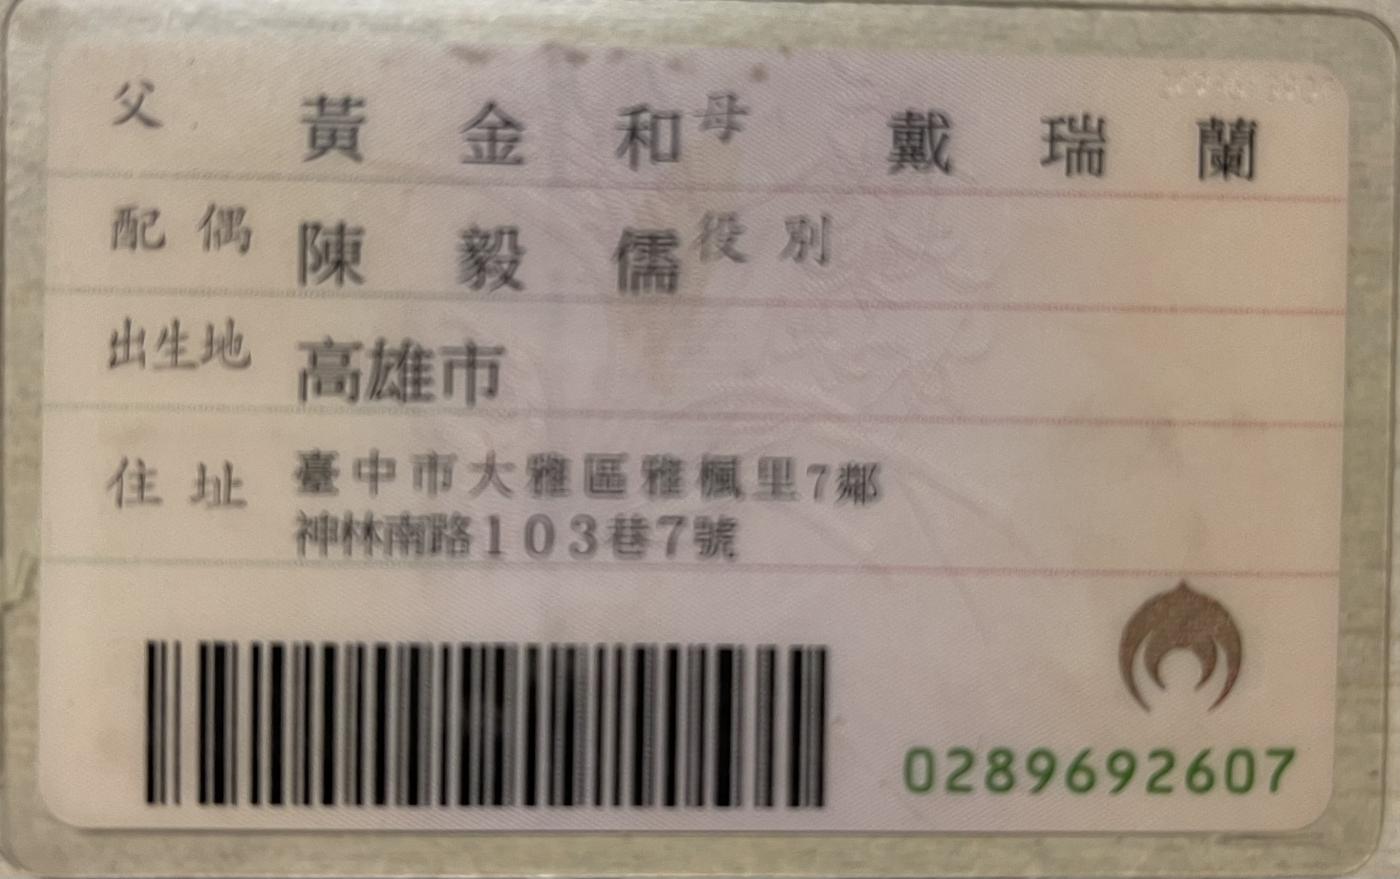 父 黃金和 母 戴瑞蘭
配偶 陳毅儒 役別
出生地 高雄市
住址 臺中市大雅區雅楓里7鄰
神林南路103巷7號
0289692607